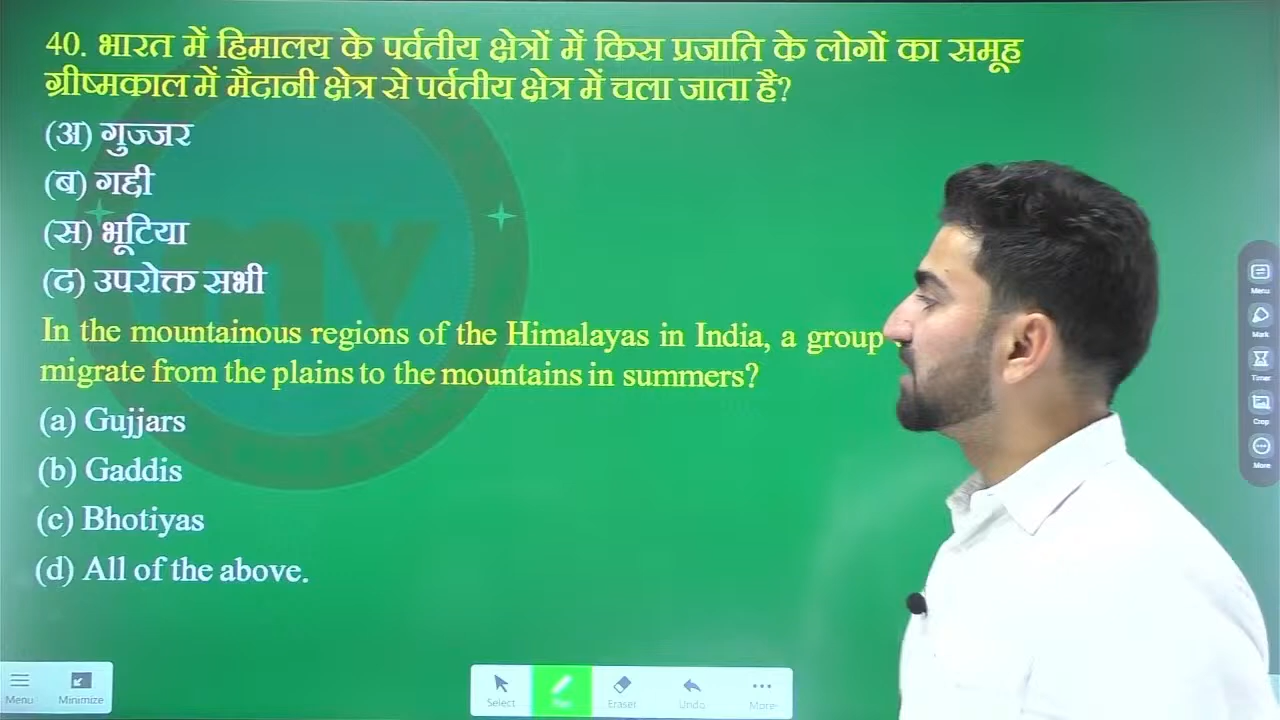 40. भारत में हिमालय के पर्वतीय क्षेत्रों में किस प्रजाति के लोगों का समूह
ग्रीष्मकाल में मैदानी क्षेत्र से पर्वतीय क्षेत्र में चला जाता है?
(अ) गुज्जर
(ब) गद्दी
(स) भूटिया
(द) उपरोक्त सभी
In the mountainous regions of the Himalayas in India, a group
migrate from the plains to the mountains in summers?
(a) Gujjars
(b) Gaddis
(c) Bhotiyas
(d) All of the above.
mv
Menu
Mark
Timer
Crop
More
Menu Minimize
Select Eraser Undo More